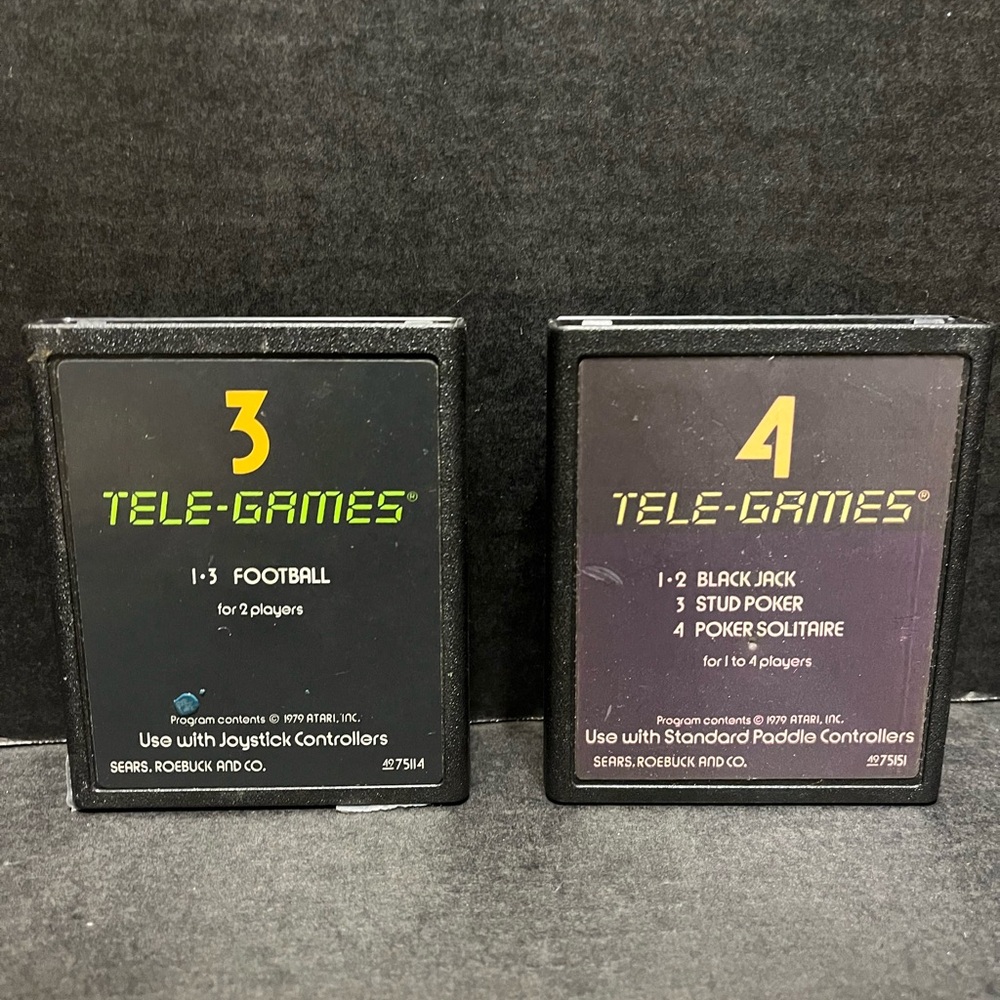 3
TELE-GAMES®
1•3 FOOTBALL
for 2 players
Program contents © 1979 ATARI, INC.
Use with Joystick Controllers
SEARS, ROEBUCK AND CO.
49 75114
4
TELE-GAMES®
1•2 BLACK JACK
3 STUD POKER
4 POKER SOLITAIRE
for 1 to 4 players
Program contents © 1979 ATARI, INC.
Use with Standard Paddle Controllers
SEARS, ROEBUCK AND CO.
49 75151